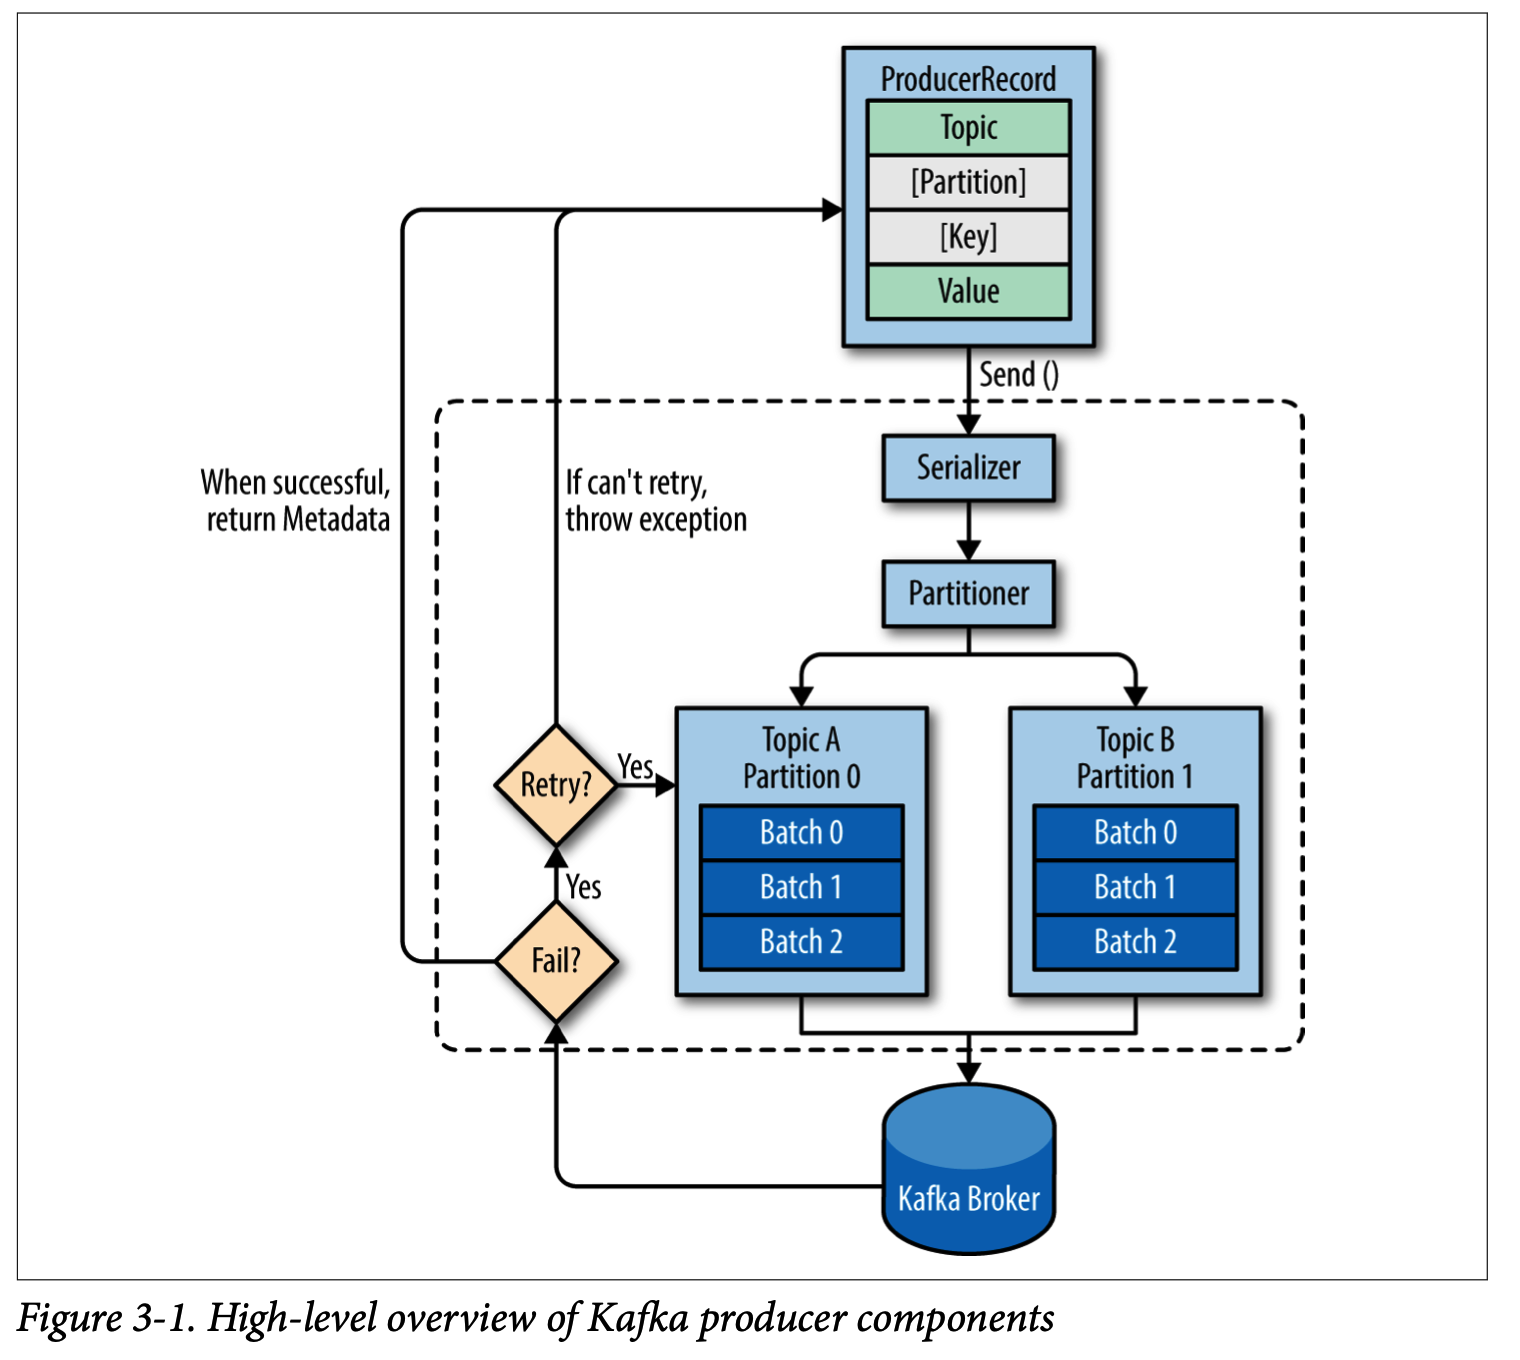 ProducerRecord
Topic
[Partition]
[Key]
Value
Send ()
Serializer
When successful,
return Metadata
If can't retry,
throw exception
Partitioner
Topic A
Partition 0
Batch 0
Batch 1
Batch 2
Topic B
Partition 1
Batch 0
Batch 1
Batch 2
Retry?
Yes
Yes
Fail?
Kafka Broker
Figure 3-1. High-level overview of Kafka producer components